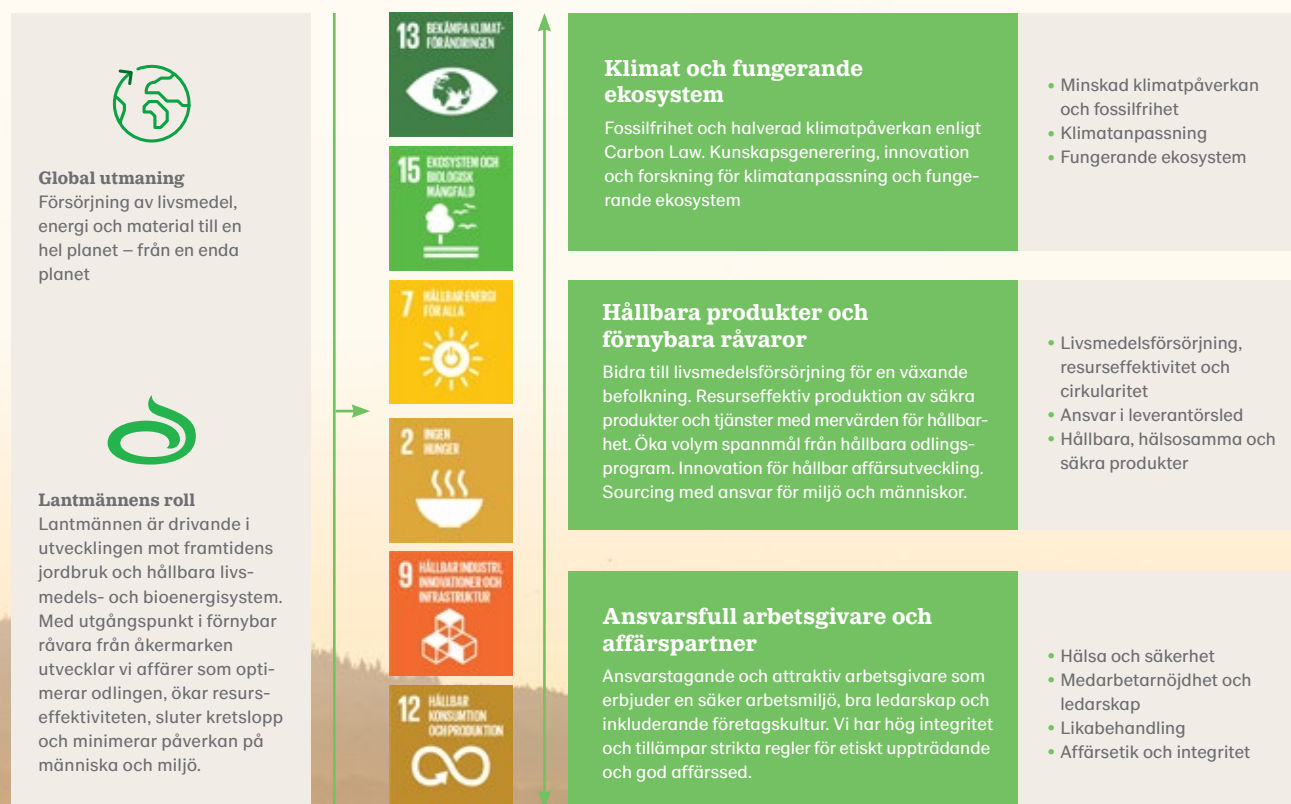 Global utmaning
Försörjning av livsmedel,
energi och material till en
hel planet – från en enda
planet
Lantmännens roll
Lantmännen är drivande i
utvecklingen mot framtidens
jordbruk och hållbara livs-
medels- och bioenergisystem.
Med utgångspunkt i förnybar
råvara från åkermarken
utvecklar vi affärer som opti-
merar odlingen, ökar resurs-
effektiviteten, sluter kretslopp
och minimerar påverkan på
människa och miljö.
13 BEKÄMPA KLIMAT-
FÖRÄNDRINGEN
15 EKOSYSTEM OCH
BIOLOGISK
MÅNGFALD
7 HÅLLBAR ENERGI
FÖR ALLA
2 INGEN
HUNGER
9 HÅLLBAR INDUSTRI,
INNOVATIONER OCH
INFRASTRUKTUR
12 HÅLLBAR
KONSUMTION
OCH PRODUKTION
Klimat och fungerande
ekosystem
Fossilfrihet och halverad klimatpåverkan enligt
Carbon Law. Kunskapsgenerering, innovation
och forskning för klimatanpassning och funge-
rande ekosystem
• Minskad klimatpåverkan
och fossilfrihet
• Klimatanpassning
• Fungerande ekosystem
Hållbara produkter och
förnybara råvaror
Bidra till livsmedelsförsörjning för en växande
befolkning. Resurseffektiv produktion av säkra
produkter och tjänster med mervärden för hållbar-
het. Öka volym spannmål från hållbara odlings-
program. Innovation för hållbar affärsutveckling.
Sourcing med ansvar för miljö och människor.
• Livsmedelsförsörjning,
resurseffektivitet och
cirkularitet
• Ansvar i leverantörsled
• Hållbara, hälsosamma och
säkra produkter
Ansvarsfull arbetsgivare och
affärspartner
Ansvarstagande och attraktiv arbetsgivare som
erbjuder en säker arbetsmiljö, bra ledarskap och
inkluderande företagskultur. Vi har hög integritet
och tillämpar strikta regler för etiskt uppträdande
och god affärssed.
• Hälsa och säkerhet
• Medarbetarnöjdhet och
ledarskap
• Likabehandling
• Affärsetik och integritet